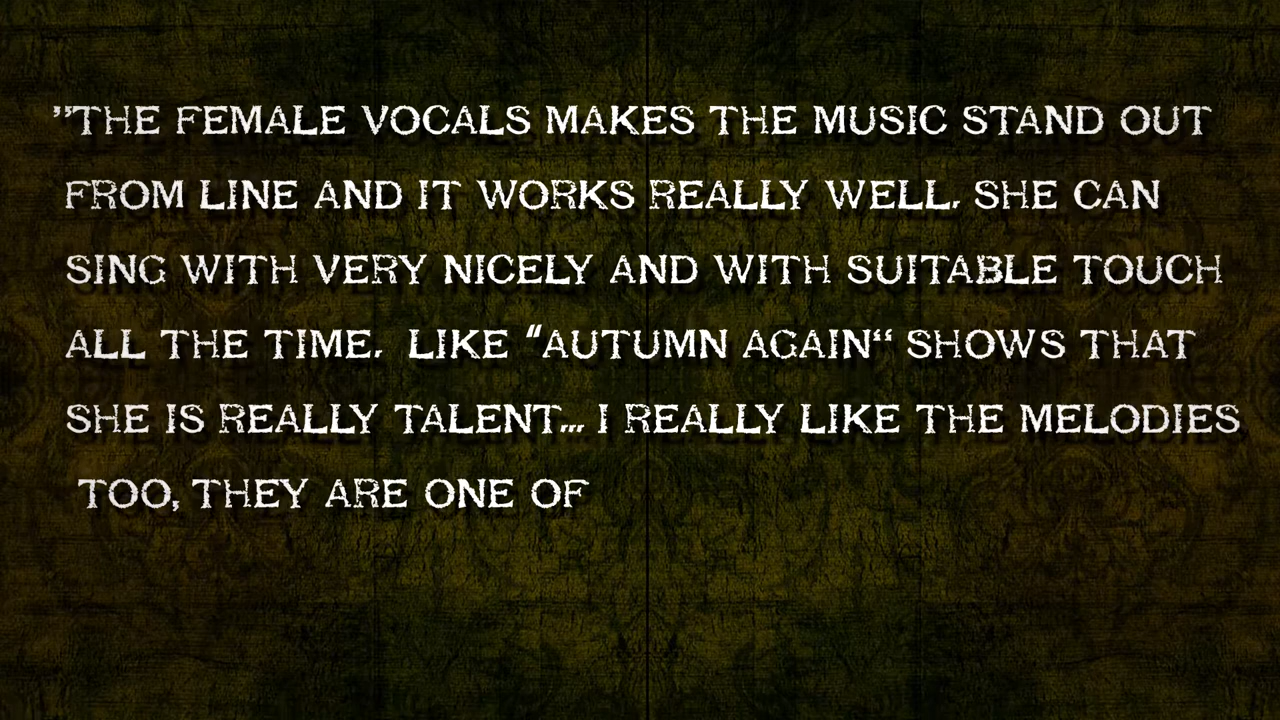 ”THE FEMALE VOCALS MAKES THE MUSIC STAND OUT
FROM LINE AND IT WORKS REALLY WELL. SHE CAN
SING WITH VERY NICELY AND WITH SUITABLE TOUCH
ALL THE TIME.  LIKE “AUTUMN AGAIN“ SHOWS THAT
SHE IS REALLY TALENT... I REALLY LIKE THE MELODIES
TOO, THEY ARE ONE OF